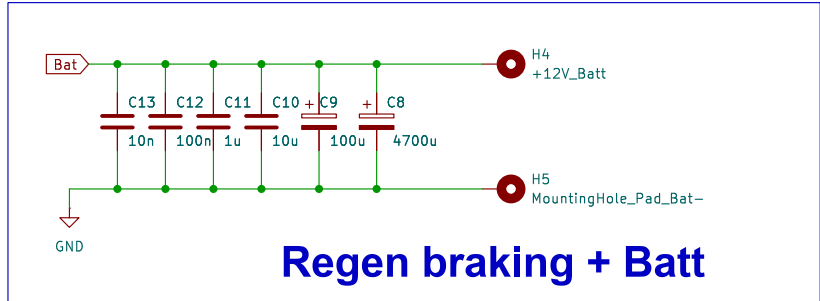 Bat
H4
+12V_Batt
C13
C12
C11
C10
+
C9
+
C8
10n
100n
1u
10u
100u
4700u
H5
MountingHole_Pad_Bat-
GND
Regen braking + Batt